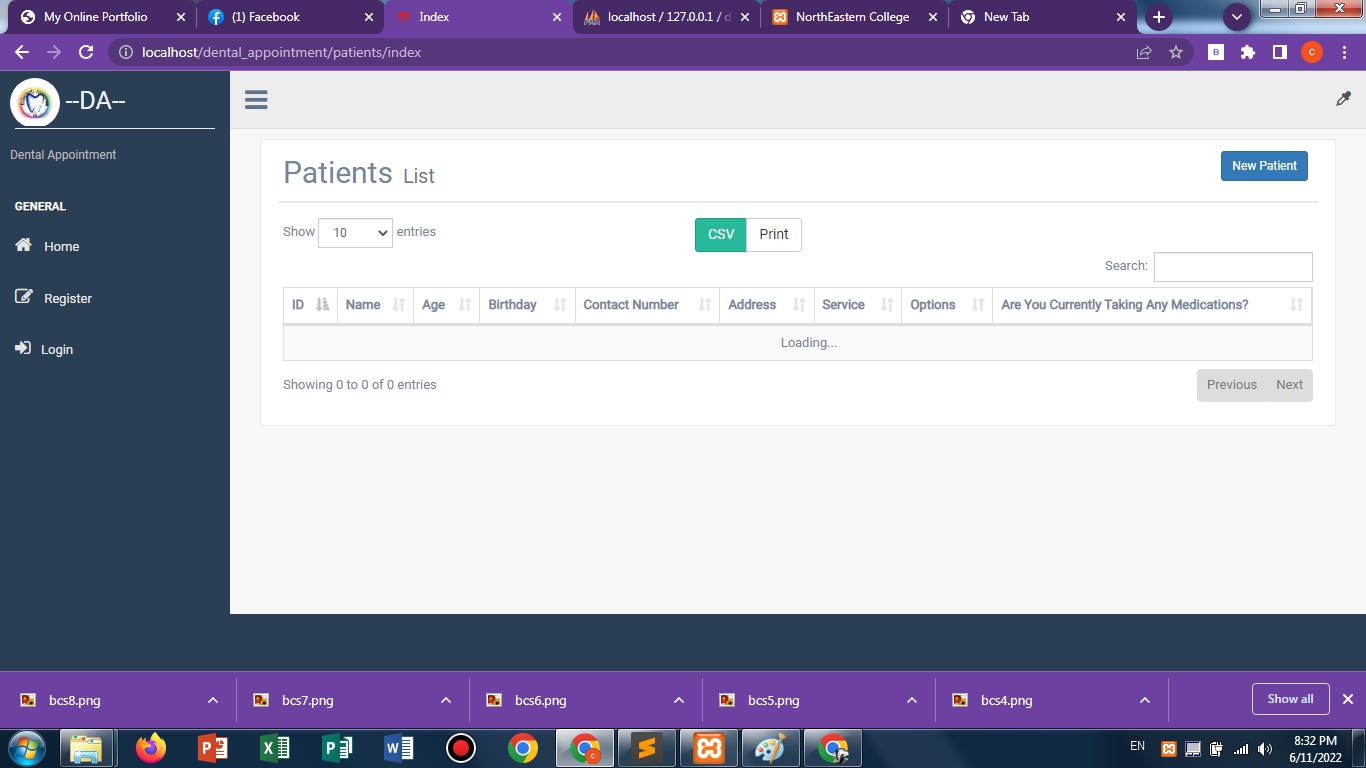 My Online Portfolio
(1) Facebook
Index
localhost / 127.0.0.1 / d
NorthEastern College
New Tab
localhost/dental_appointment/patients/index
B
C
--DA--
Dental Appointment
GENERAL
Home
Register
Login
Patients List
New Patient
Show 10 entries
CSV Print
Search:
ID Name Age Birthday Contact Number Address Service Options Are You Currently Taking Any Medications?
Loading...
Showing 0 to 0 of 0 entries
Previous Next
bcs8.png
bcs7.png
bcs6.png
bcs5.png
bcs4.png
Show all
EN
8:32 PM
6/11/2022